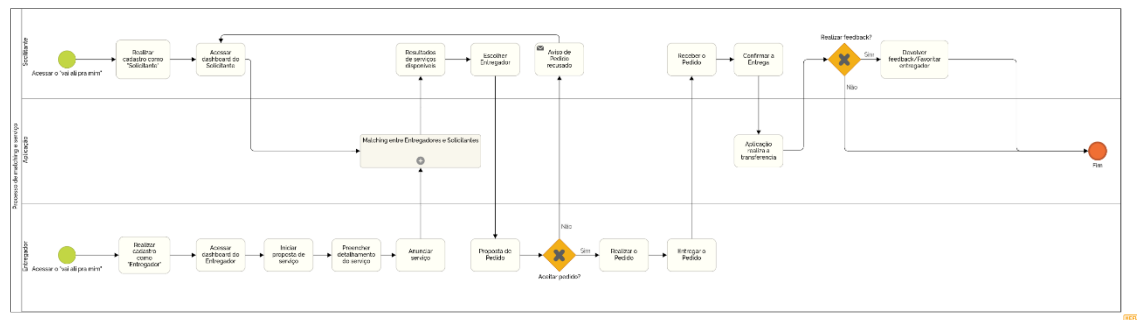 Processo de matching e serviço
Solicitante
Acessar o "vai ali pra mim"
Realizar
cadastro como
"Solicitante"
Acessar
dashboard do
Solicitante
Resultados
de serviços
disponíveis
Escolher
Entregador
Aviso de
Pedido
recusado
Receber o
Pedido
Confirmar a
Entrega
Realizar feedback?
Sim
Não
Devolver
feedback/Favoritar
entregador
Aplicação
Matching entre Entregadores e Solicitantes
Aplicação
realiza a
transferencia
Fim
Entregador
Acessar o "vai ali pra mim"
Realizar
cadastro
como
"Entregador"
Acessar
dashboard do
Entregador
Iniciar
proposta de
serviço
Preencher
detalhamento
do serviço
Anunciar
serviço
Proposta de
Pedido
Não
Sim
Aceitar pedido?
Realizar o
Pedido
Entregar o
Pedido